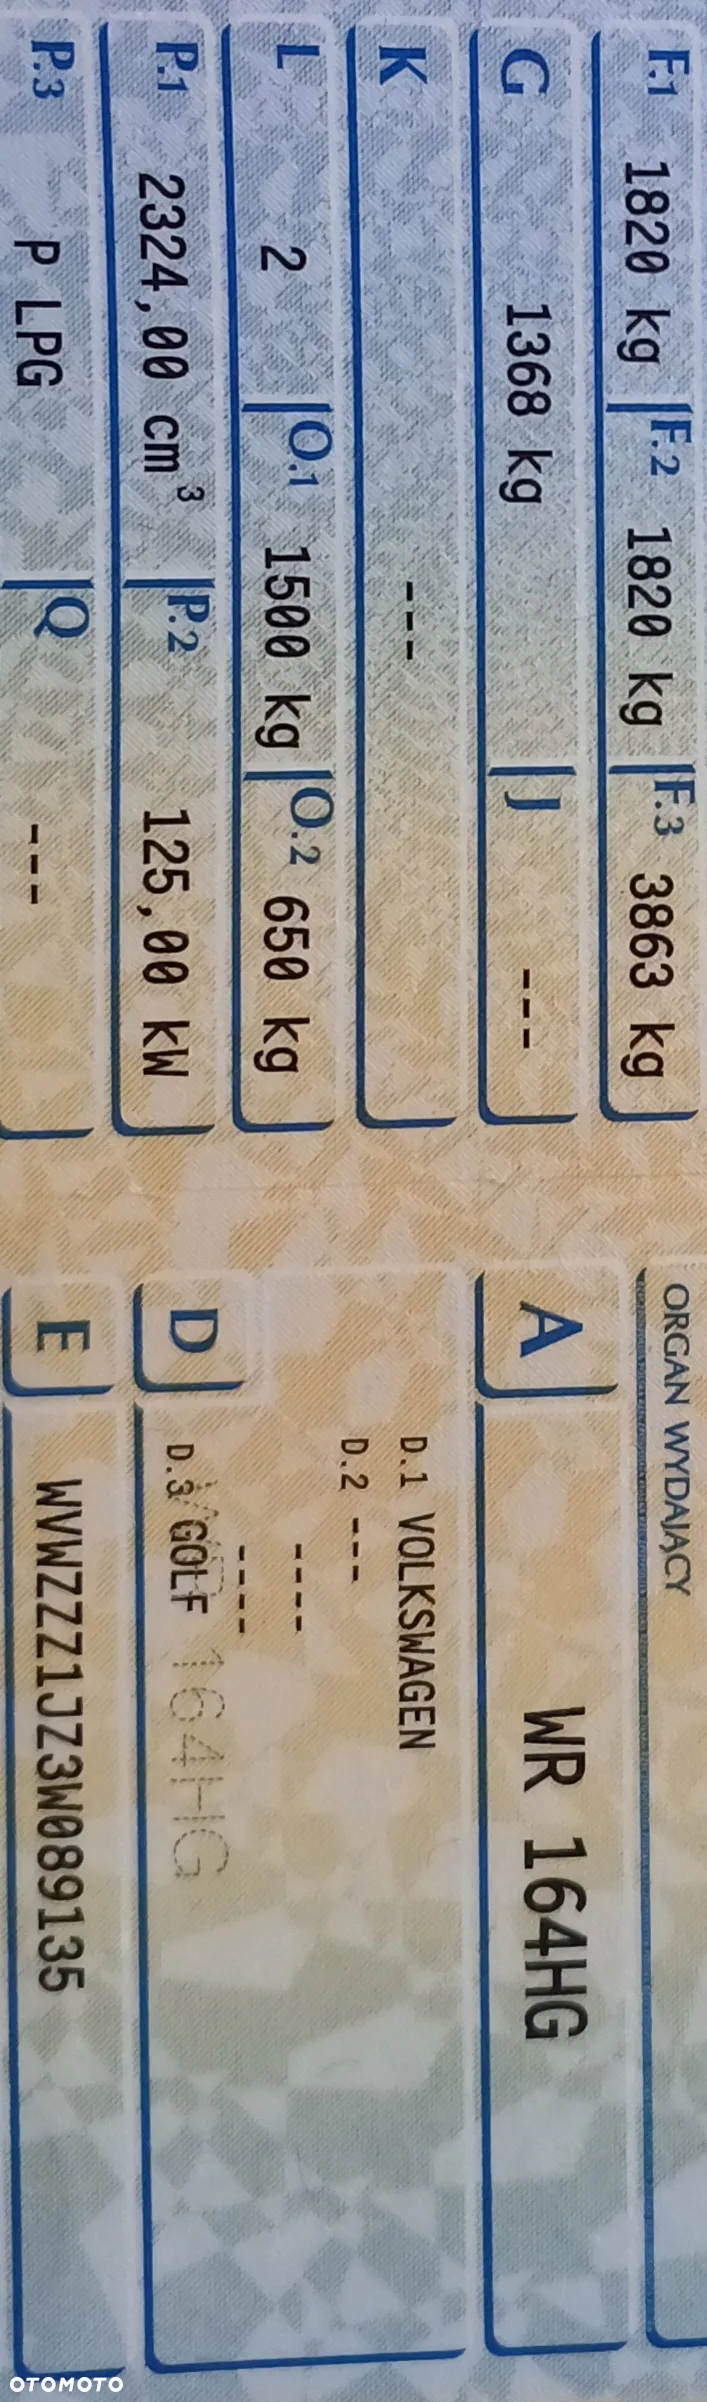 F.1 1820 kg F.2 1820 kg F.3 3863 kg
G 1368 kg J ---
K ---
L 2 O.1 1500 kg O.2 650 kg
P.1 2324,00 cm³ P.2 125,00 kW
P.3 P LPG Q ---
ORGAN WYDAJĄCY
A WR 164HG
D.1 VOLKSWAGEN
D.2 ---
----
----
D D.3 GOLF
164HG
E WVWZZZ1JZ3W089135
OTOMOTO